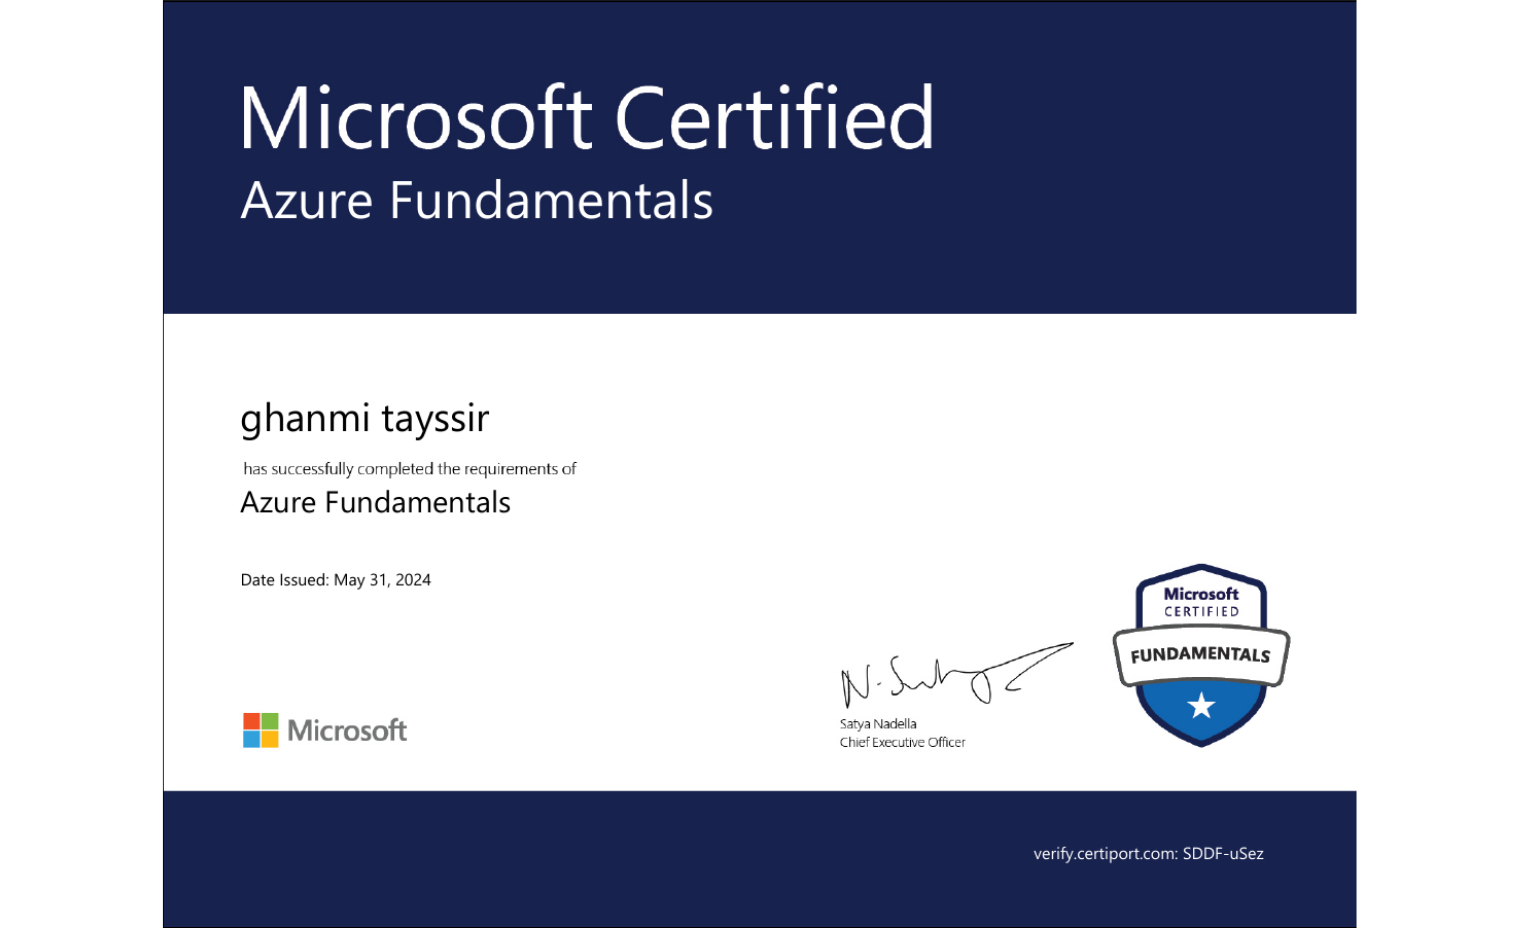 Microsoft Certified
Azure Fundamentals
ghanmi tayssir
has successfully completed the requirements of
Azure Fundamentals
Date Issued: May 31, 2024
Microsoft
CERTIFIED
FUNDAMENTALS
N. Satya
Satya Nadella
Chief Executive Officer
Microsoft
verify.certiport.com: SDDF-uSez